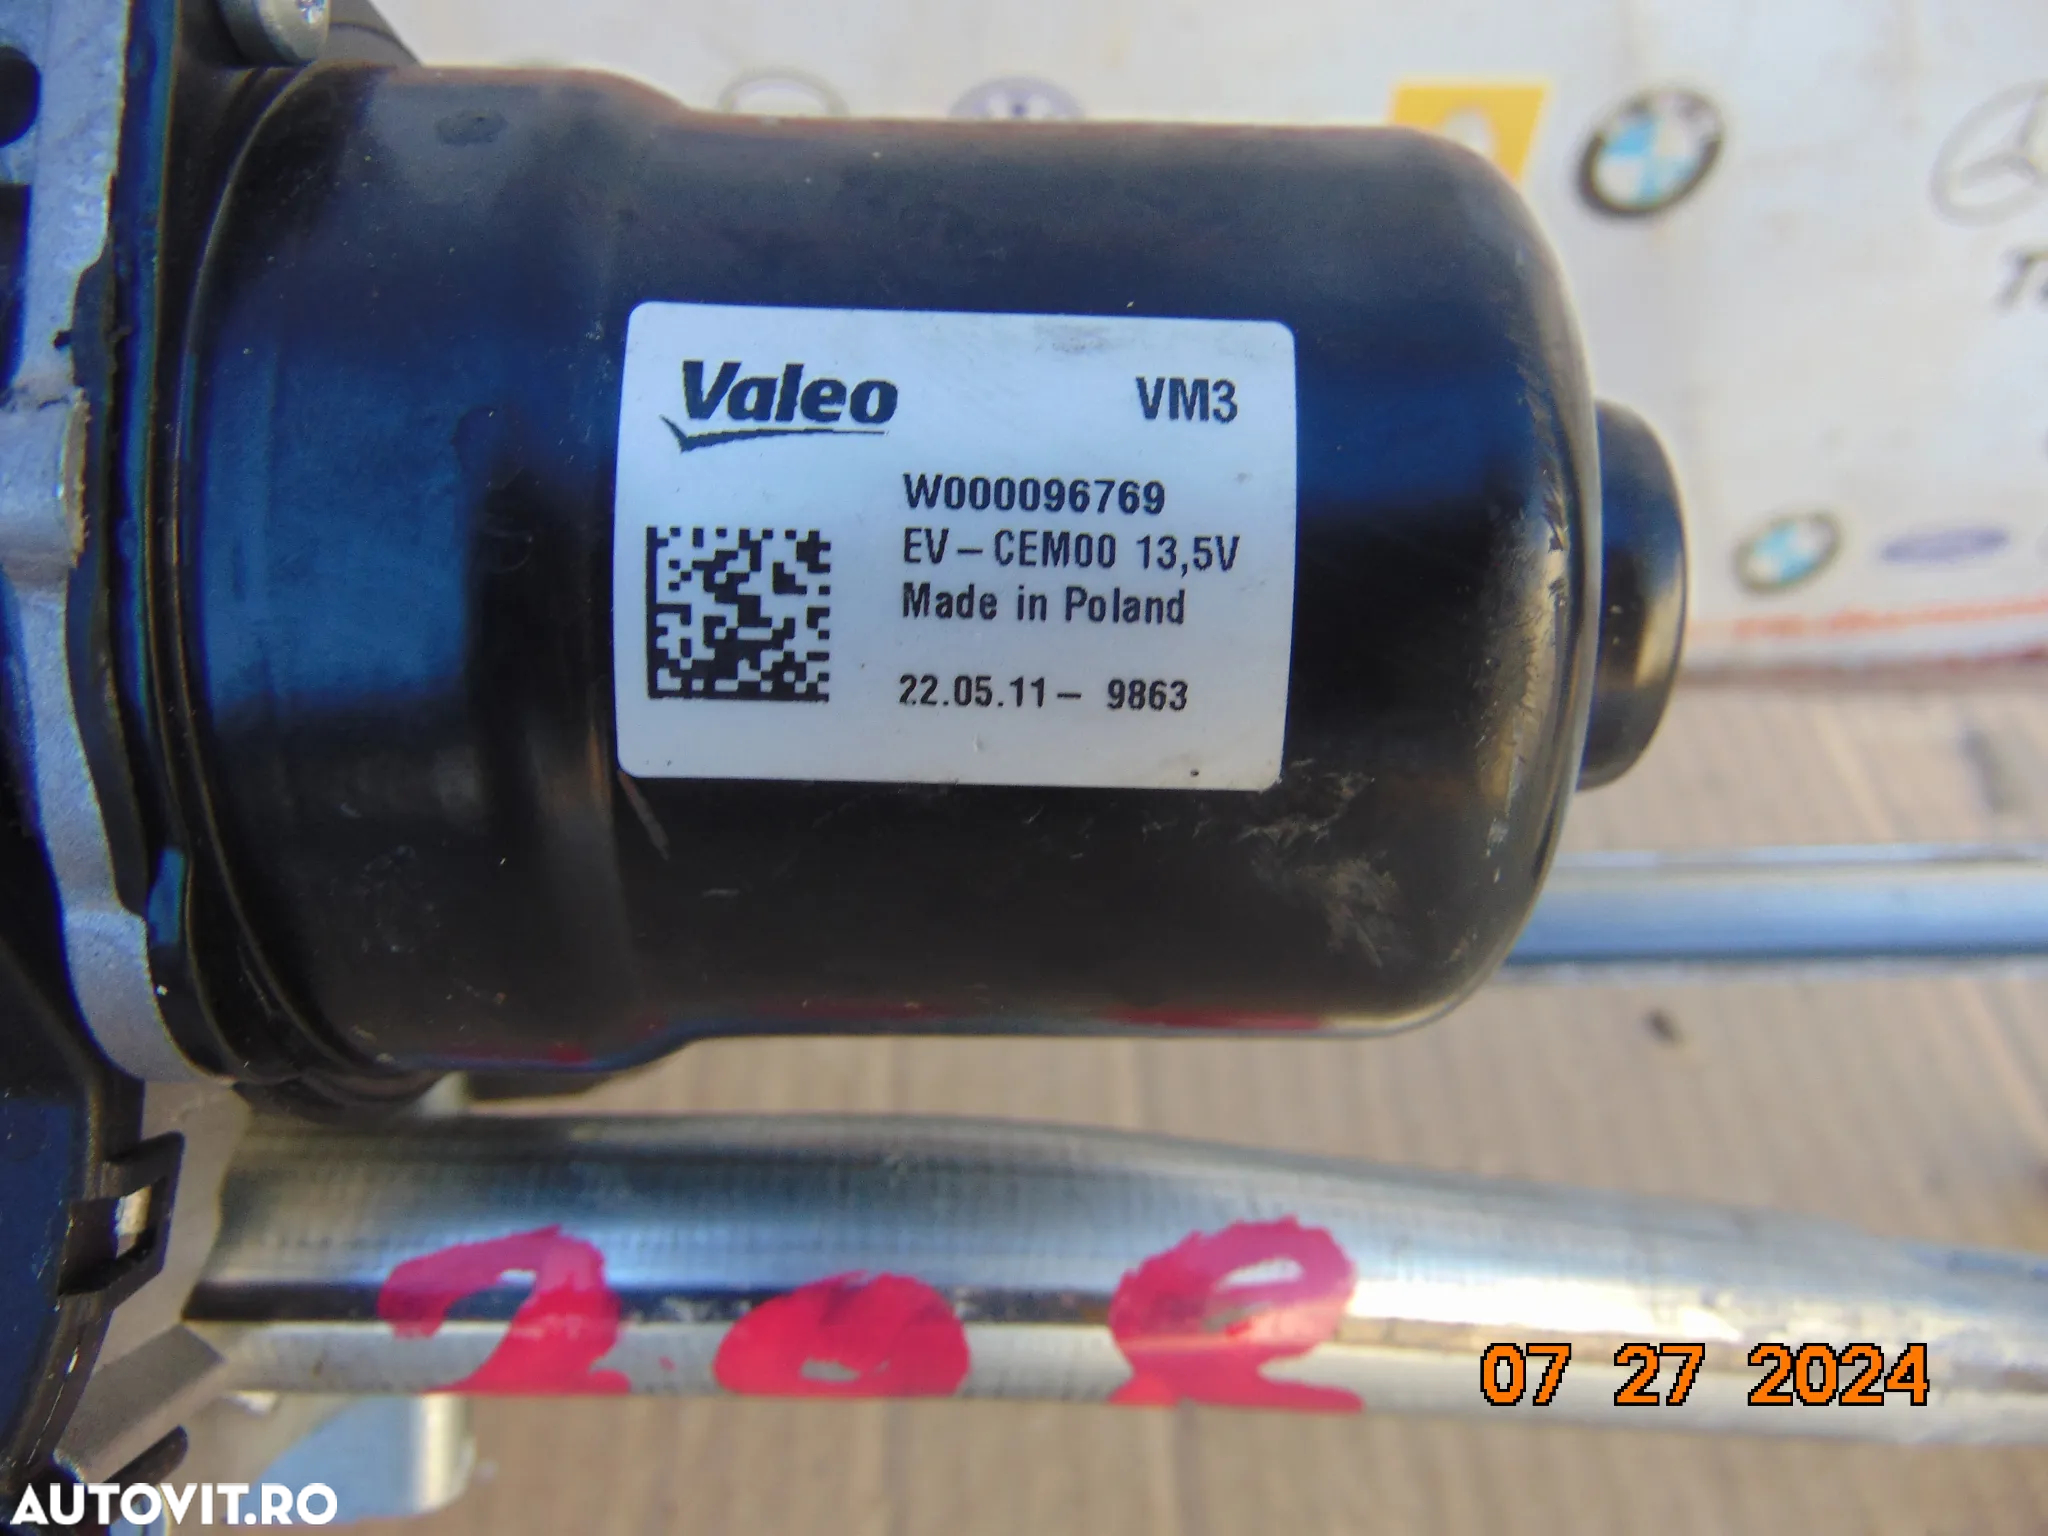 Valeo VM3
W000096769
EV-CEM00 13,5V
Made in Poland
22.05.11- 9863
07 27 2024
AUTOVIT.RO